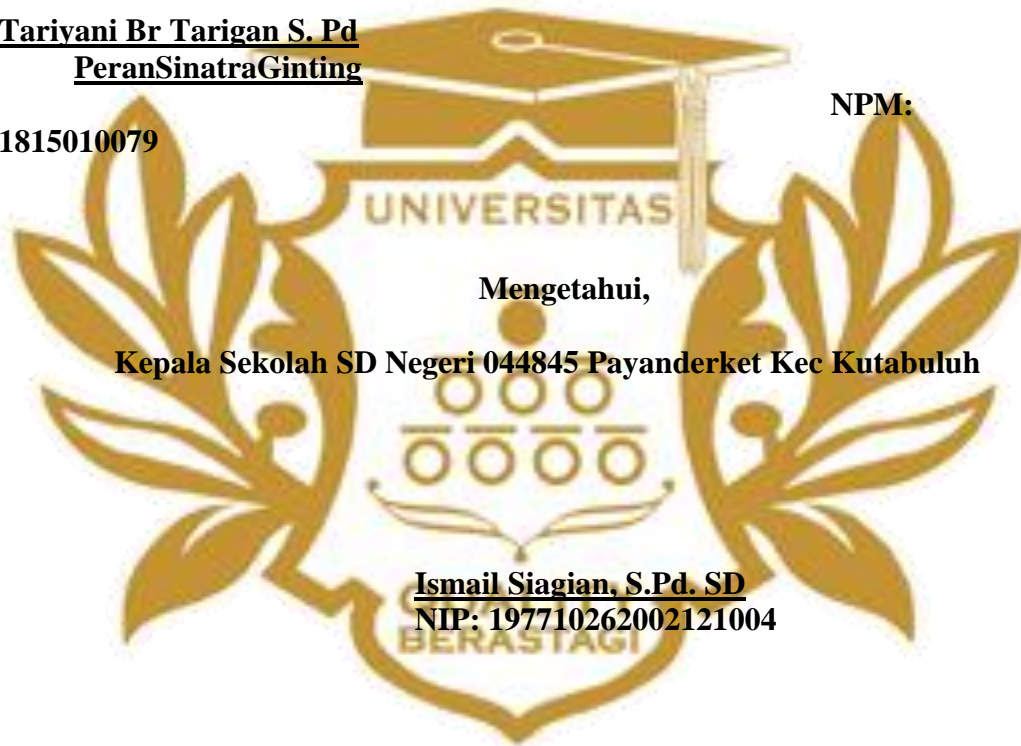 Tariyani Br Tarigan S. Pd
PeranSinatraGinting
NPM:
1815010079
UNIVERSITAS
Mengetahui,
Kepala Sekolah SD Negeri 044845 Payanderket Kec Kutabuluh
Ismail Siagian, S.Pd. SD
NIP: 197710262002121004
BERASTAGI